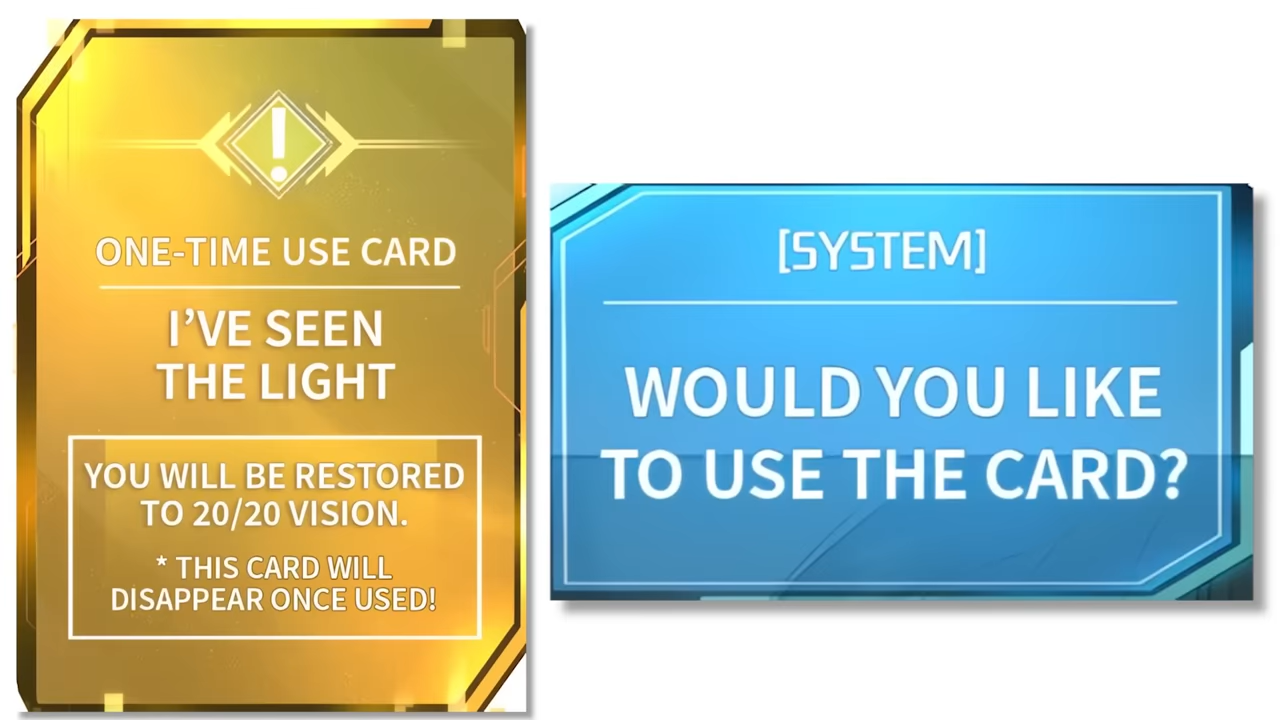 !
ONE-TIME USE CARD
I'VE SEEN
THE LIGHT
YOU WILL BE RESTORED
TO 20/20 VISION.
* THIS CARD WILL
DISAPPEAR ONCE USED!
[SYSTEM]
WOULD YOU LIKE
TO USE THE CARD?